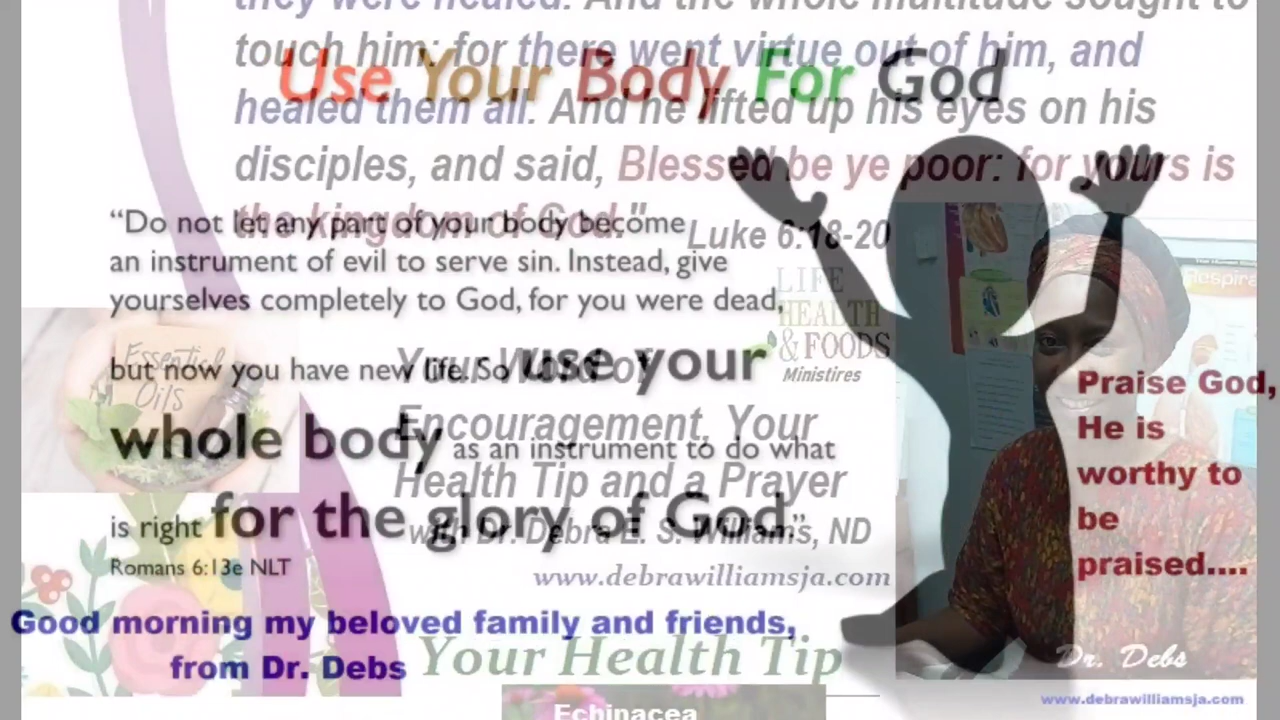 they were healed. And the whole multitude sought to
touch him: for there went virtue out of him, and
Use Your Body For God
healed them all. And he lifted up his eyes on his
disciples, and said, Blessed be ye poor: for yours is
the kingdom of God."
Luke 6:18-20
“Do not let any part of your body become
an instrument of evil to serve sin. Instead, give
yourselves completely to God, for you were dead,
but now you have new life. So use your
whole body as an instrument to do what
is right for the glory of God.”
Romans 6:13e NLT
LIFE
HEALTH
& FOODS
Ministires
Essential
Oils
Your Word of
Encouragement, Your
Health Tip and a Prayer
with Dr. Debra E. S. Williams, ND
www.debrawilliamsja.com
Respira
Praise God,
He is
worthy to
be
praised....
Good morning my beloved family and friends,
from Dr. Debs
Your Health Tip
Dr. Debs
www.debrawilliamsja.com
Echinacea